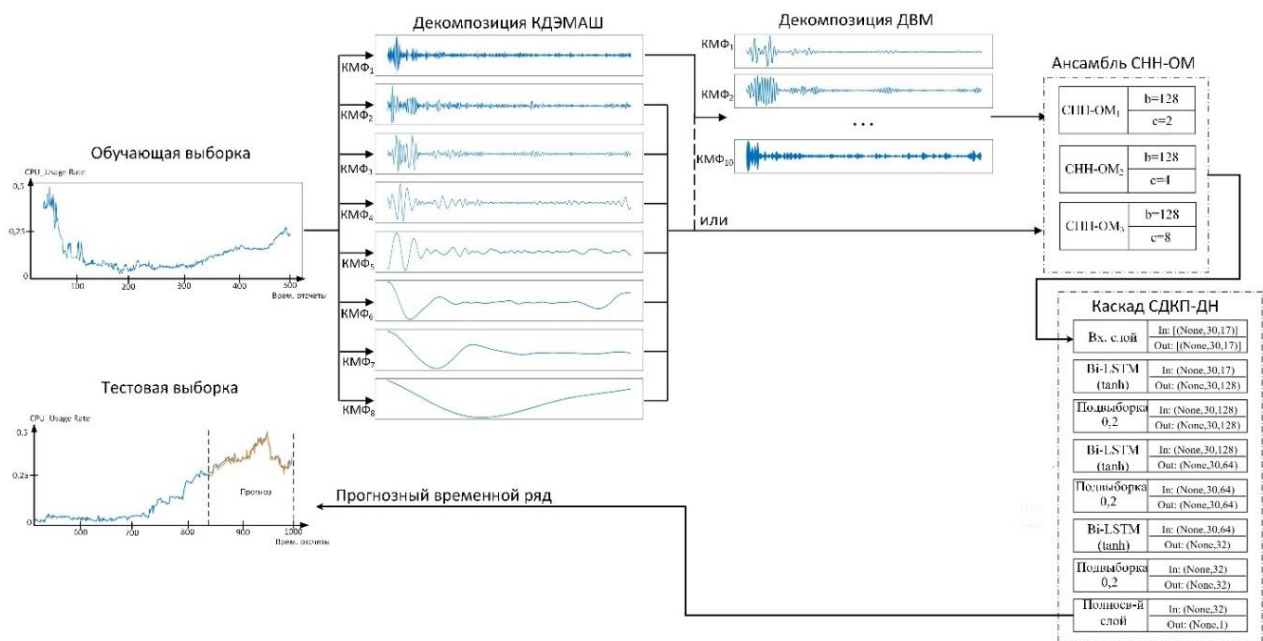 Декомпозиция КДЭМАШ
КМФ1
КМФ2
КМФ3
КМФ4
КМФ5
КМФ6
КМФ7
КМФ8
Декомпозиция ДВМ
КМФ1
КМФ2
...
КМФ10
или
Обучающая выборка
CPU_Usage Rate
0,5
0,25
0
100
200
300
400
500
Врем. отсчеты
Тестовая выборка
CPU_Usage Rate
0,5
0,25
0
600
800
900
1000
Врем. отсчеты
Прогноз
Прогнозный временной ряд
Ансамбль СНН-ОМ
СНН-ОМ1
b=128
c=2
СНН-ОМ2
b=128
c=4
СНН-ОМ3
b=128
c=8
Каскад СДКП-ДН
Вх. слой
In: [(None,30,17)]
Out: [(None,30,17)]
Bi-LSTM
(tanh)
In: (None,30,17)
Out: (None,30,128)
Подвыборка
0,2
In: (None,30,128)
Out: (None,30,128)
Bi-LSTM
(tanh)
In: (None,30,128)
Out: (None,30,64)
Подвыборка
0,2
In: (None,30,64)
Out: (None,30,64)
Bi-LSTM
(tanh)
In: (None,30,64)
Out: (None,32)
Подвыборка
0,2
In: (None,32)
Out: (None,32)
Полносв-й
слой
In: (None,32)
Out: (None,1)